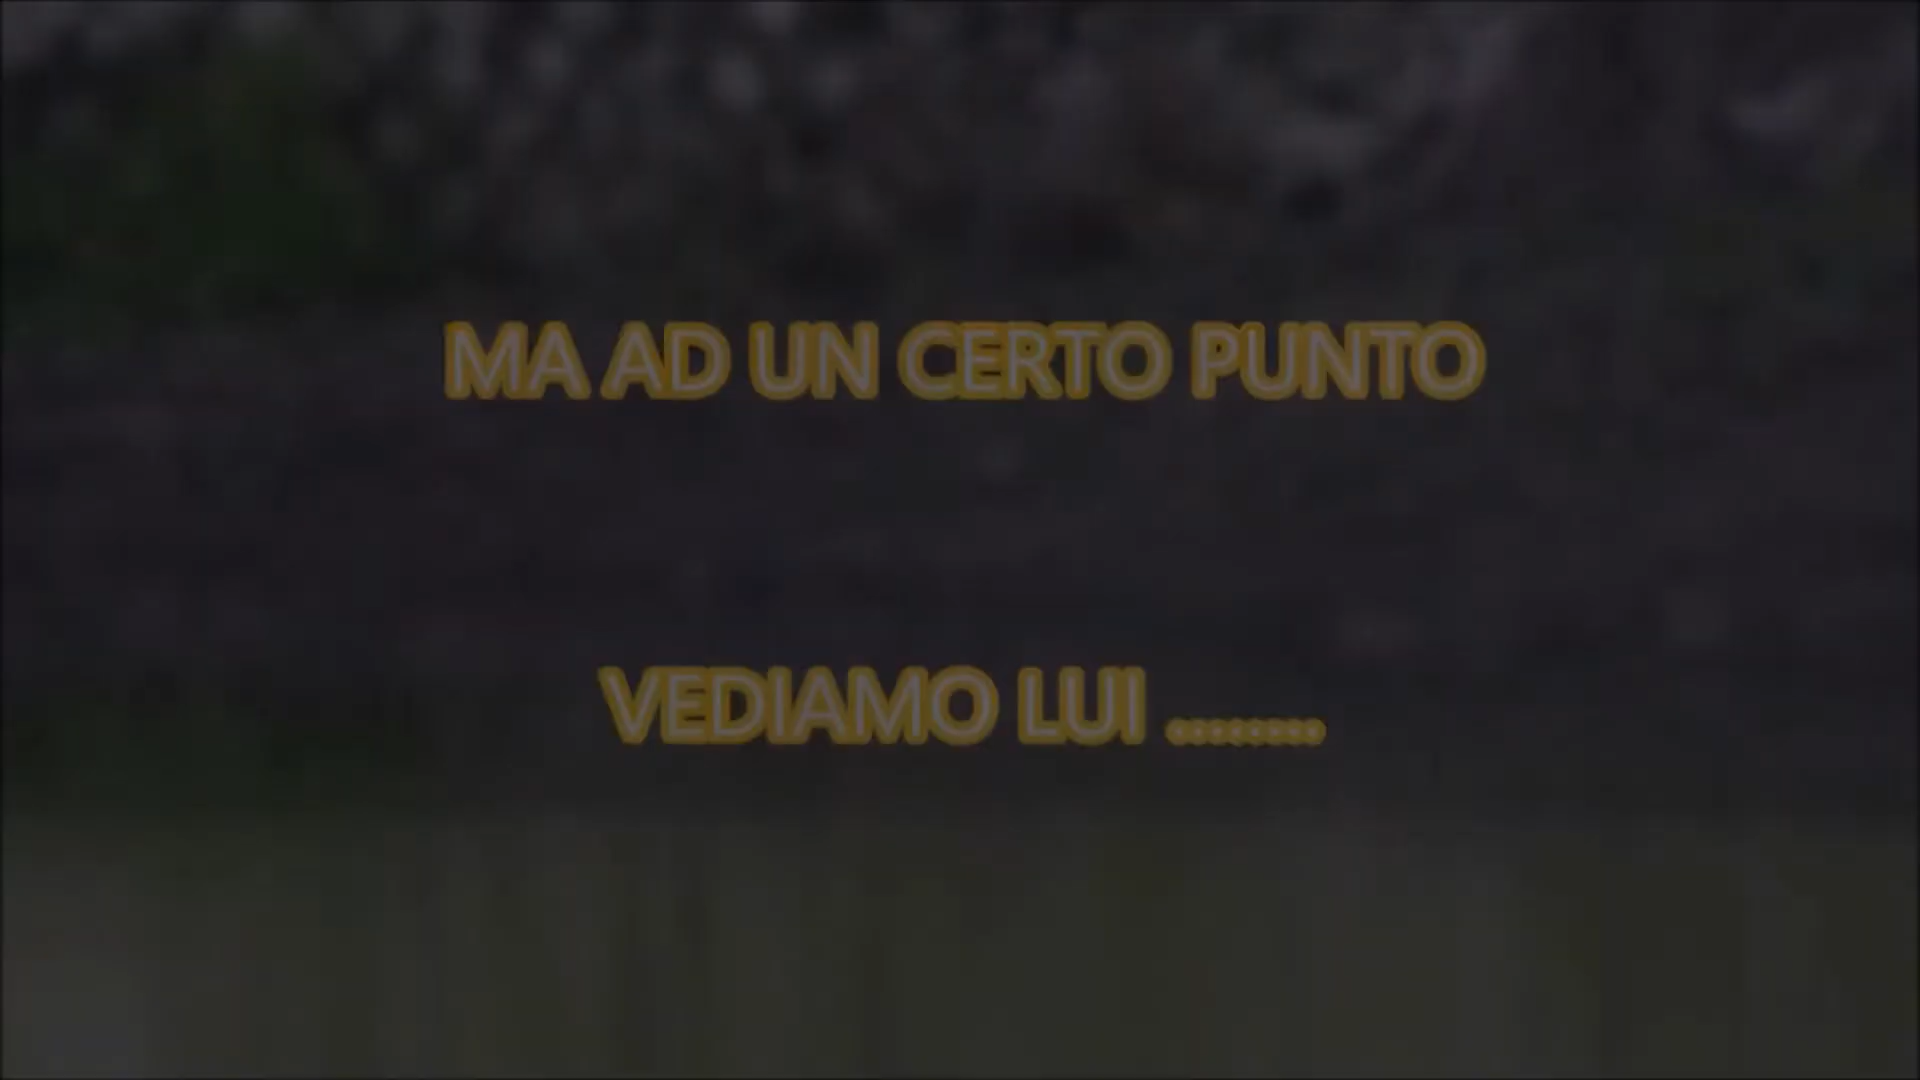 MA AD UN CERTO PUNTO
VEDIAMO LUI ........